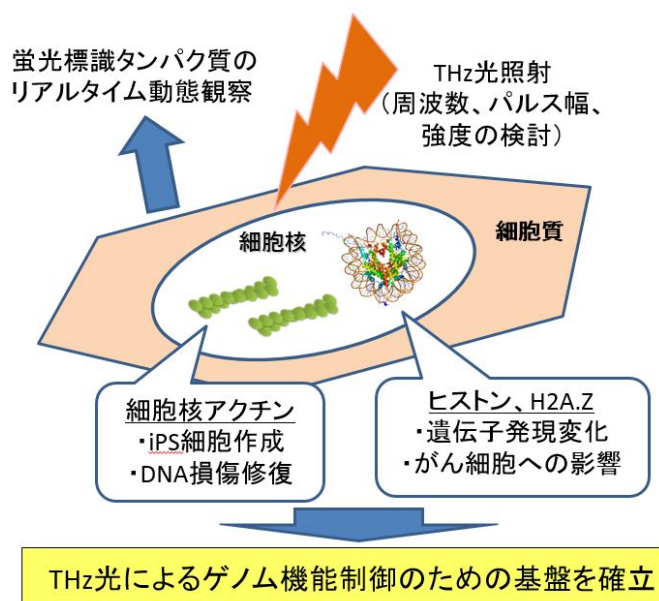 蛍光標識タンパク質の
リアルタイム動態観察
THz光照射
（周波数、パルス幅、
強度の検討）
細胞核
細胞質
細胞核アクチン
・iPS細胞作成
・DNA損傷修復
ヒストン、H2A.Z
・遺伝子発現変化
・がん細胞への影響
THz光によるゲノム機能制御のための基盤を確立